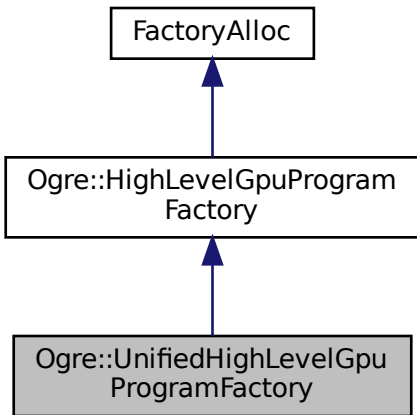 FactoryAlloc
Ogre::HighLevelGpuProgram
Factory
Ogre::UnifiedHighLevelGpu
ProgramFactory